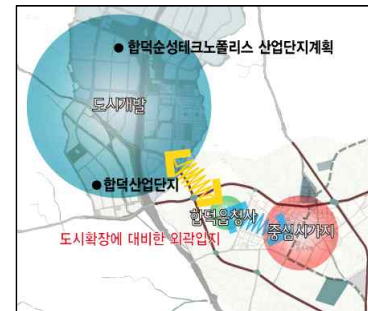 합덕순성테크노폴리스 산업단지계획
도시개발
합덕산업단지
합덕읍청사
중심시가지
도시확장에 대비한 외곽입지